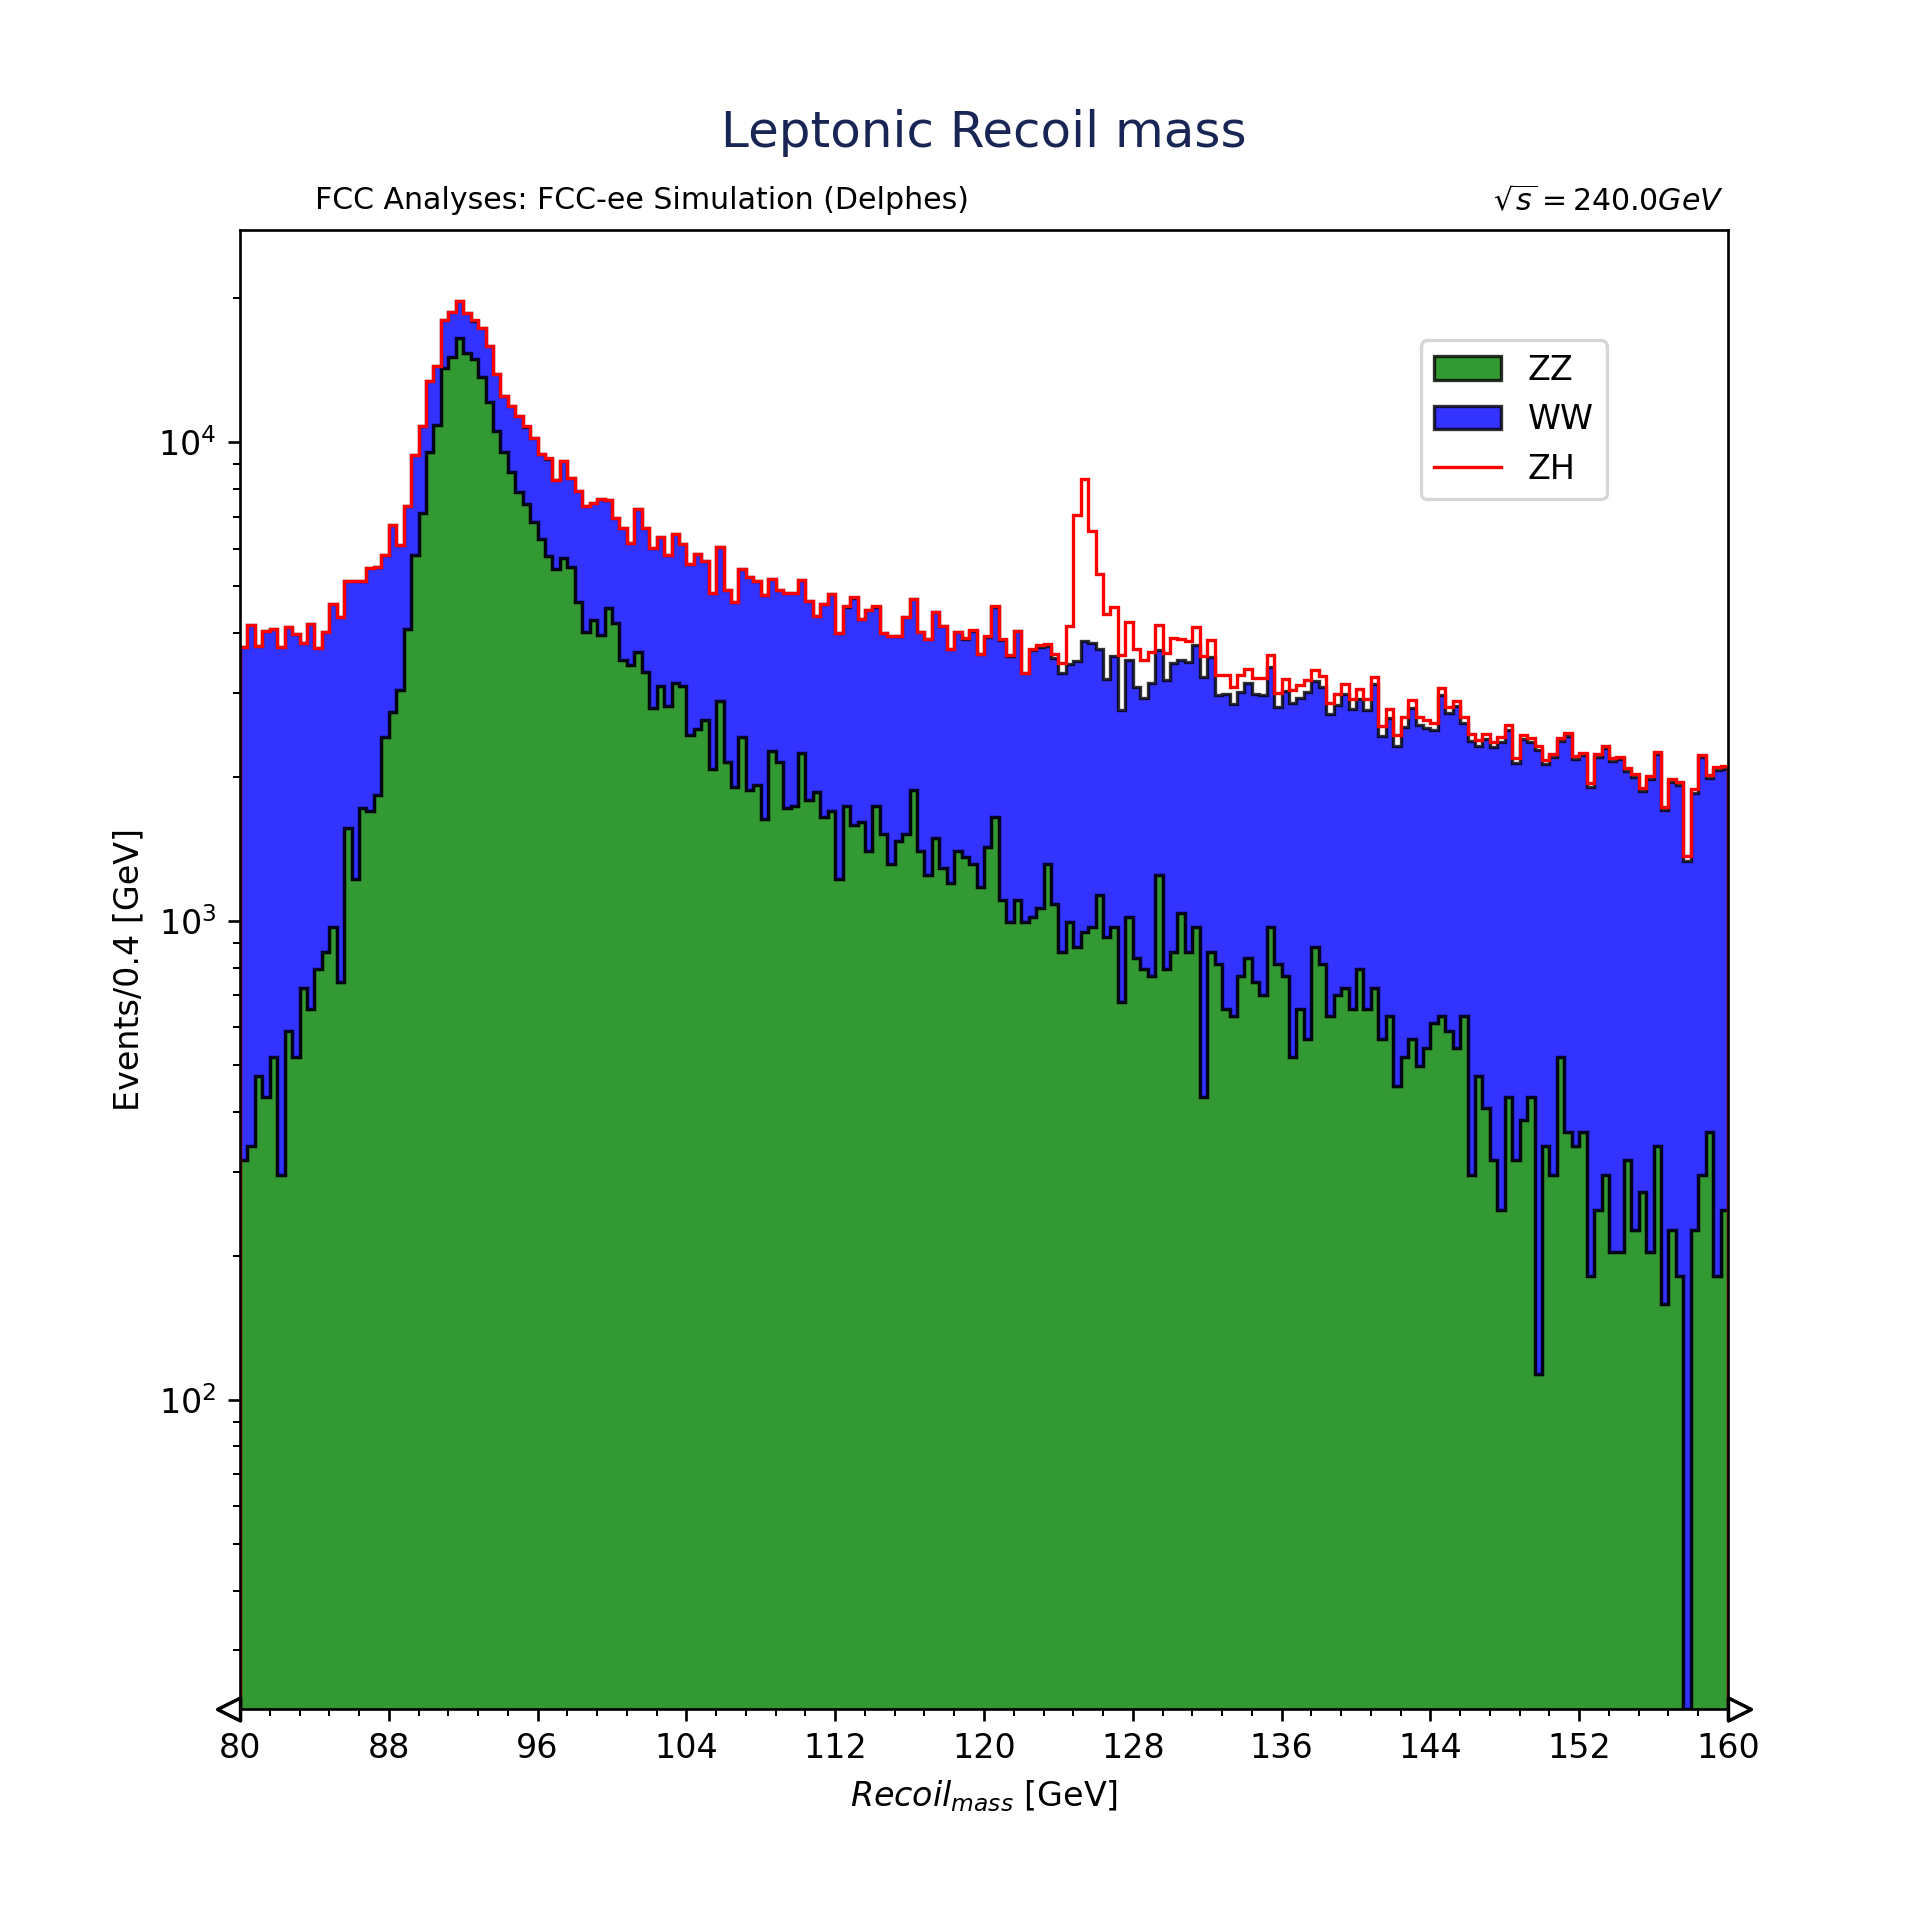 Leptonic Recoil mass
FCC Analyses: FCC-ee Simulation (Delphes)
√s = 240.0GeV
ZZ
WW
ZH
10⁴
10³
10²
Events/0.4 [GeV]
80 88 96 104 112 120 128 136 144 152 160
Recoil_mass [GeV]